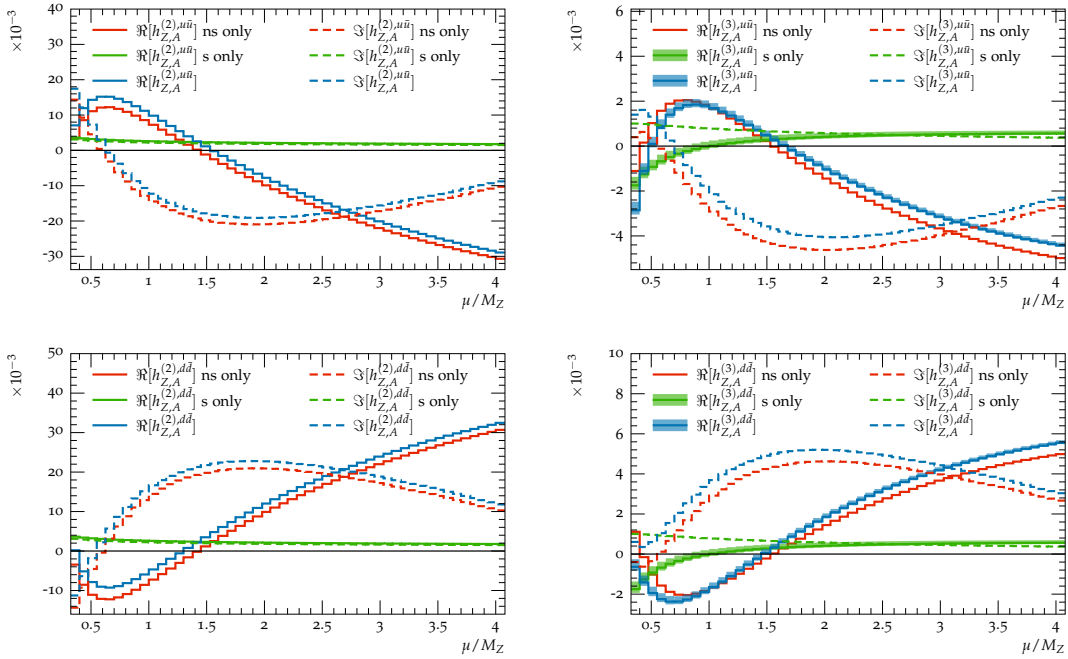 ×10⁻³
40
30
20
10
0
-10
-20
-30
ℜ[h_{Z,A}^{(2),uū}] ns only
ℜ[h_{Z,A}^{(2),uū}] s only
ℜ[h_{Z,A}^{(2),uū}]
ℑ[h_{Z,A}^{(2),uū}] ns only
ℑ[h_{Z,A}^{(2),uū}] s only
ℑ[h_{Z,A}^{(2),uū}]
0.5 1 1.5 2 2.5 3 3.5 4
μ/M_Z
×10⁻³
6
4
2
0
-2
-4
ℜ[h_{Z,A}^{(3),uū}] ns only
ℜ[h_{Z,A}^{(3),uū}] s only
ℜ[h_{Z,A}^{(3),uū}]
ℑ[h_{Z,A}^{(3),uū}] ns only
ℑ[h_{Z,A}^{(3),uū}] s only
ℑ[h_{Z,A}^{(3),uū}]
0.5 1 1.5 2 2.5 3 3.5 4
μ/M_Z
×10⁻³
50
40
30
20
10
0
-10
ℜ[h_{Z,A}^{(2),dd̄}] ns only
ℜ[h_{Z,A}^{(2),dd̄}] s only
ℜ[h_{Z,A}^{(2),dd̄}]
ℑ[h_{Z,A}^{(2),dd̄}] ns only
ℑ[h_{Z,A}^{(2),dd̄}] s only
ℑ[h_{Z,A}^{(2),dd̄}]
0.5 1 1.5 2 2.5 3 3.5 4
μ/M_Z
×10⁻³
10
8
6
4
2
0
-2
ℜ[h_{Z,A}^{(3),dd̄}] ns only
ℜ[h_{Z,A}^{(3),dd̄}] s only
ℜ[h_{Z,A}^{(3),dd̄}]
ℑ[h_{Z,A}^{(3),dd̄}] ns only
ℑ[h_{Z,A}^{(3),dd̄}] s only
ℑ[h_{Z,A}^{(3),dd̄}]
0.5 1 1.5 2 2.5 3 3.5 4
μ/M_Z